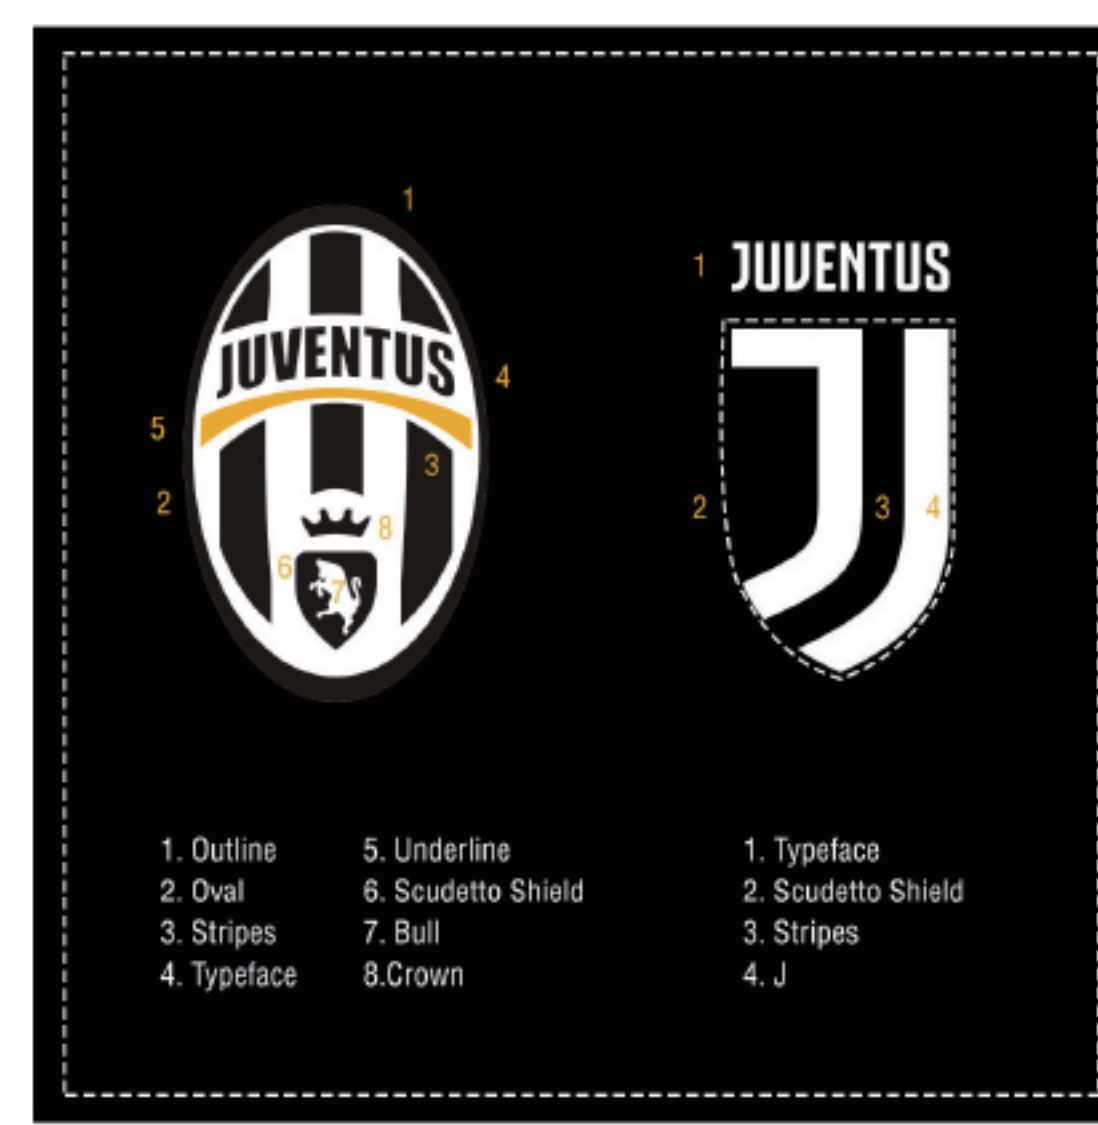 1
JUVENTUS
4
5
3
2
8
6
7
1
JUVENTUS
2
3
4
1. Outline
2. Oval
3. Stripes
4. Typeface
5. Underline
6. Scudetto Shield
7. Bull
8.Crown
1. Typeface
2. Scudetto Shield
3. Stripes
4. J